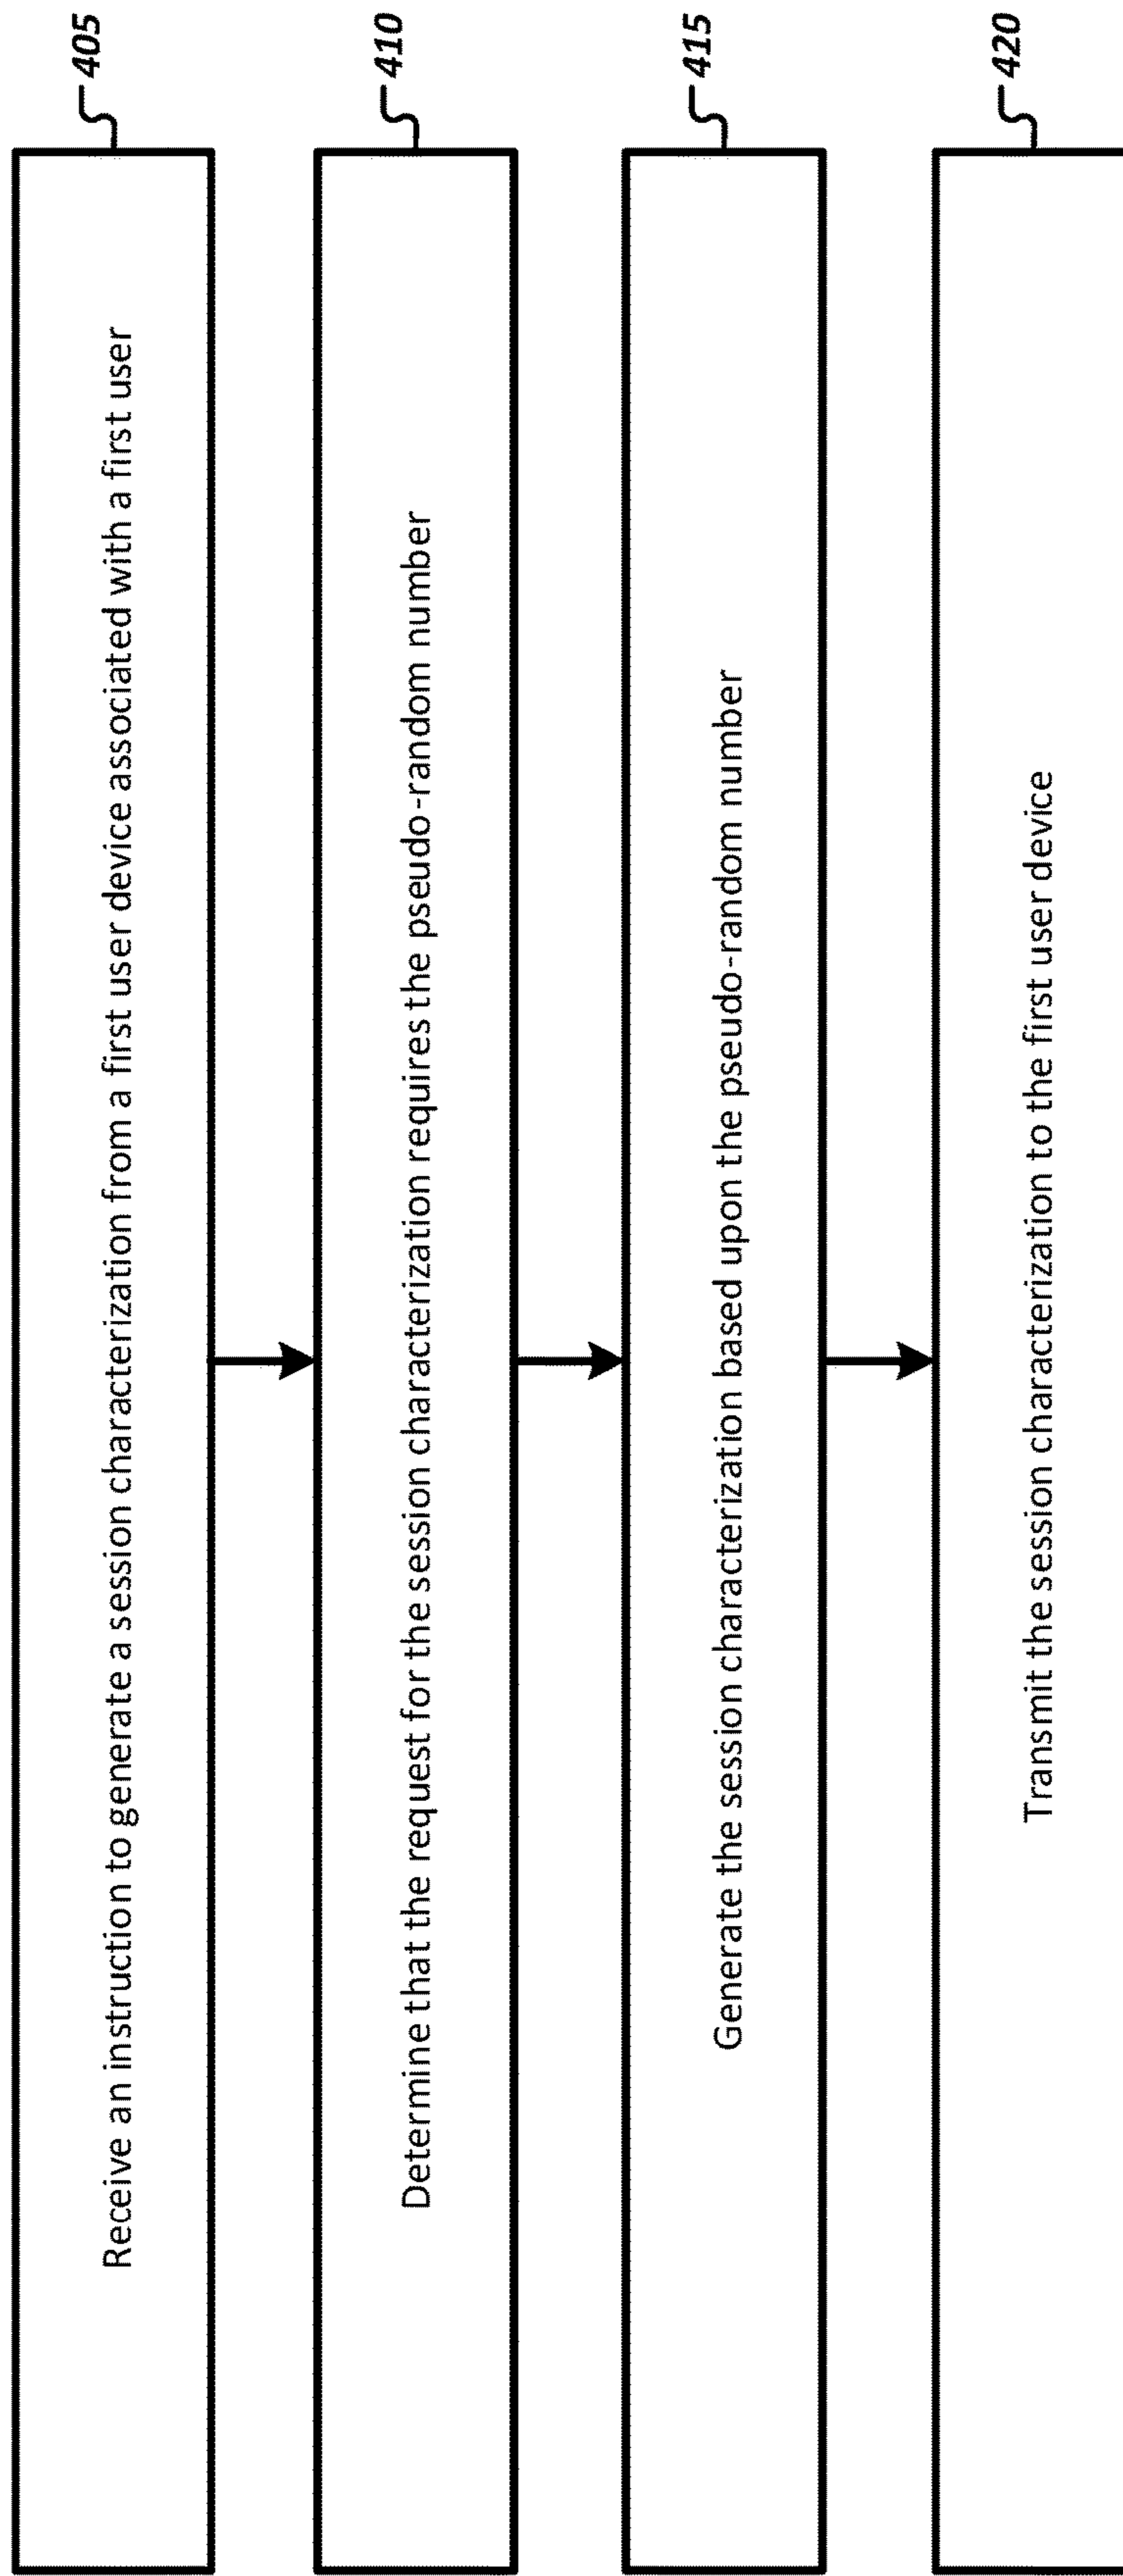 Receive an instruction to generate a session characterization from a first user device associated with a first user
405
Determine that the request for the session characterization requires the pseudo-random number
410
Generate the session characterization based upon the pseudo-random number
415
Transmit the session characterization to the first user device
420